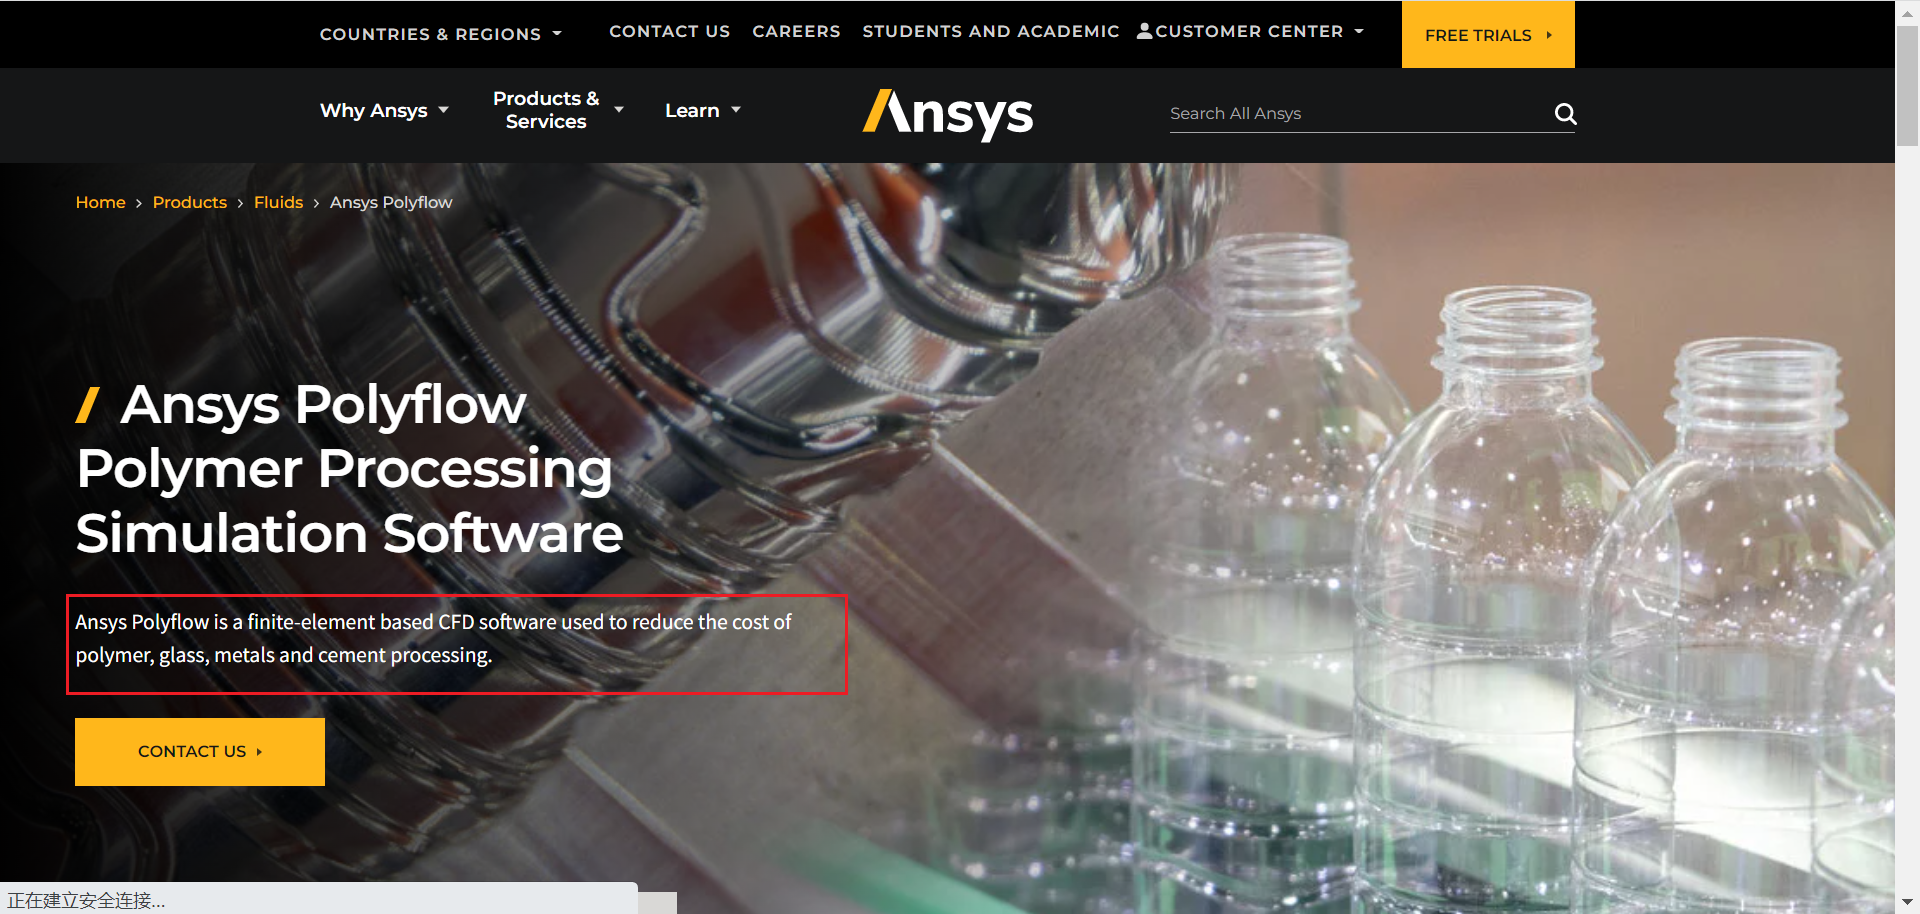 COUNTRIES & REGIONS
CONTACT US
CAREERS
STUDENTS AND ACADEMIC
CUSTOMER CENTER
FREE TRIALS
Why Ansys
Products &
Services
Learn
Ansys
Search All Ansys
Home > Products > Fluids > Ansys Polyflow
Ansys Polyflow
Polymer Processing
Simulation Software
Ansys Polyflow is a finite-element based CFD software used to reduce the cost of
polymer, glass, metals and cement processing.
CONTACT US
正在建立安全连接...